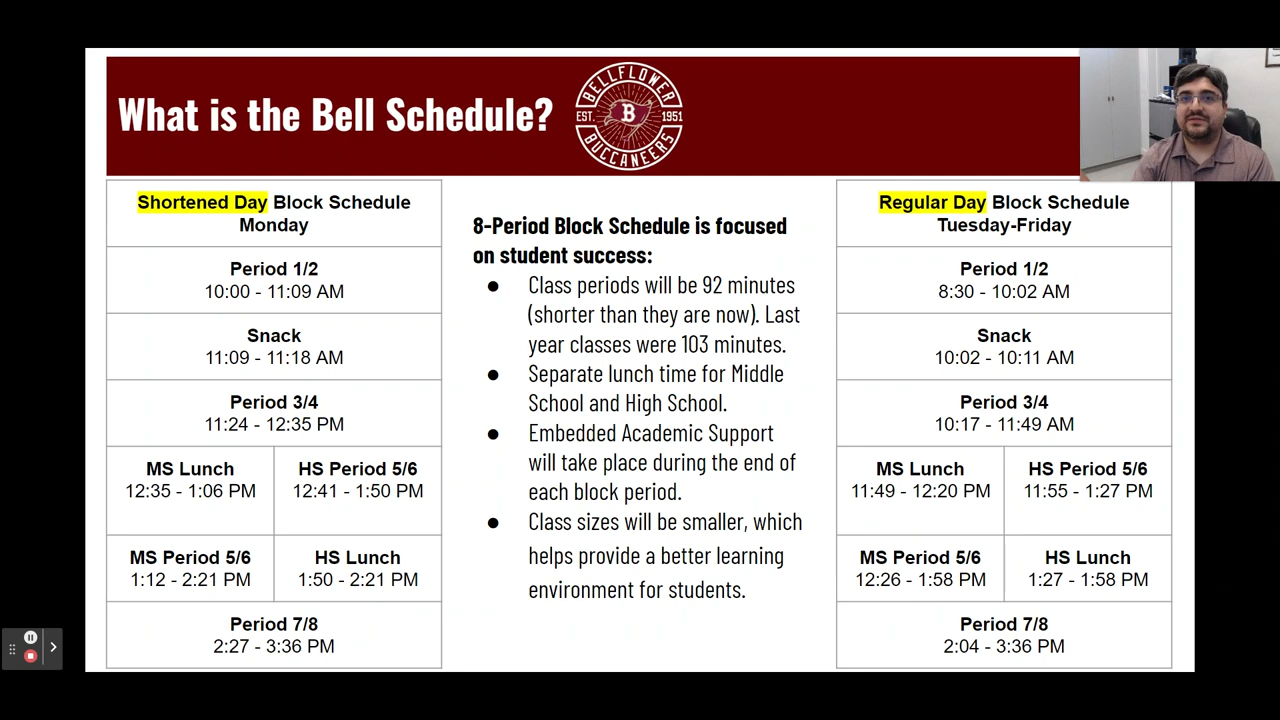 What is the Bell Schedule?
BELLFLOWER
EST. 1951
B
BUCCANEERS
Shortened Day Block Schedule
Monday
Period 1/2
10:00 - 11:09 AM
Snack
11:09 - 11:18 AM
Period 3/4
11:24 - 12:35 PM
MS Lunch
12:35 - 1:06 PM
HS Period 5/6
12:41 - 1:50 PM
MS Period 5/6
1:12 - 2:21 PM
HS Lunch
1:50 - 2:21 PM
Period 7/8
2:27 - 3:36 PM
8-Period Block Schedule is focused
on student success:
● Class periods will be 92 minutes
(shorter than they are now). Last
year classes were 103 minutes.
● Separate lunch time for Middle
School and High School.
● Embedded Academic Support
will take place during the end of
each block period.
● Class sizes will be smaller, which
helps provide a better learning
environment for students.
Regular Day Block Schedule
Tuesday-Friday
Period 1/2
8:30 - 10:02 AM
Snack
10:02 - 10:11 AM
Period 3/4
10:17 - 11:49 AM
MS Lunch
11:49 - 12:20 PM
HS Period 5/6
11:55 - 1:27 PM
MS Period 5/6
12:26 - 1:58 PM
HS Lunch
1:27 - 1:58 PM
Period 7/8
2:04 - 3:36 PM